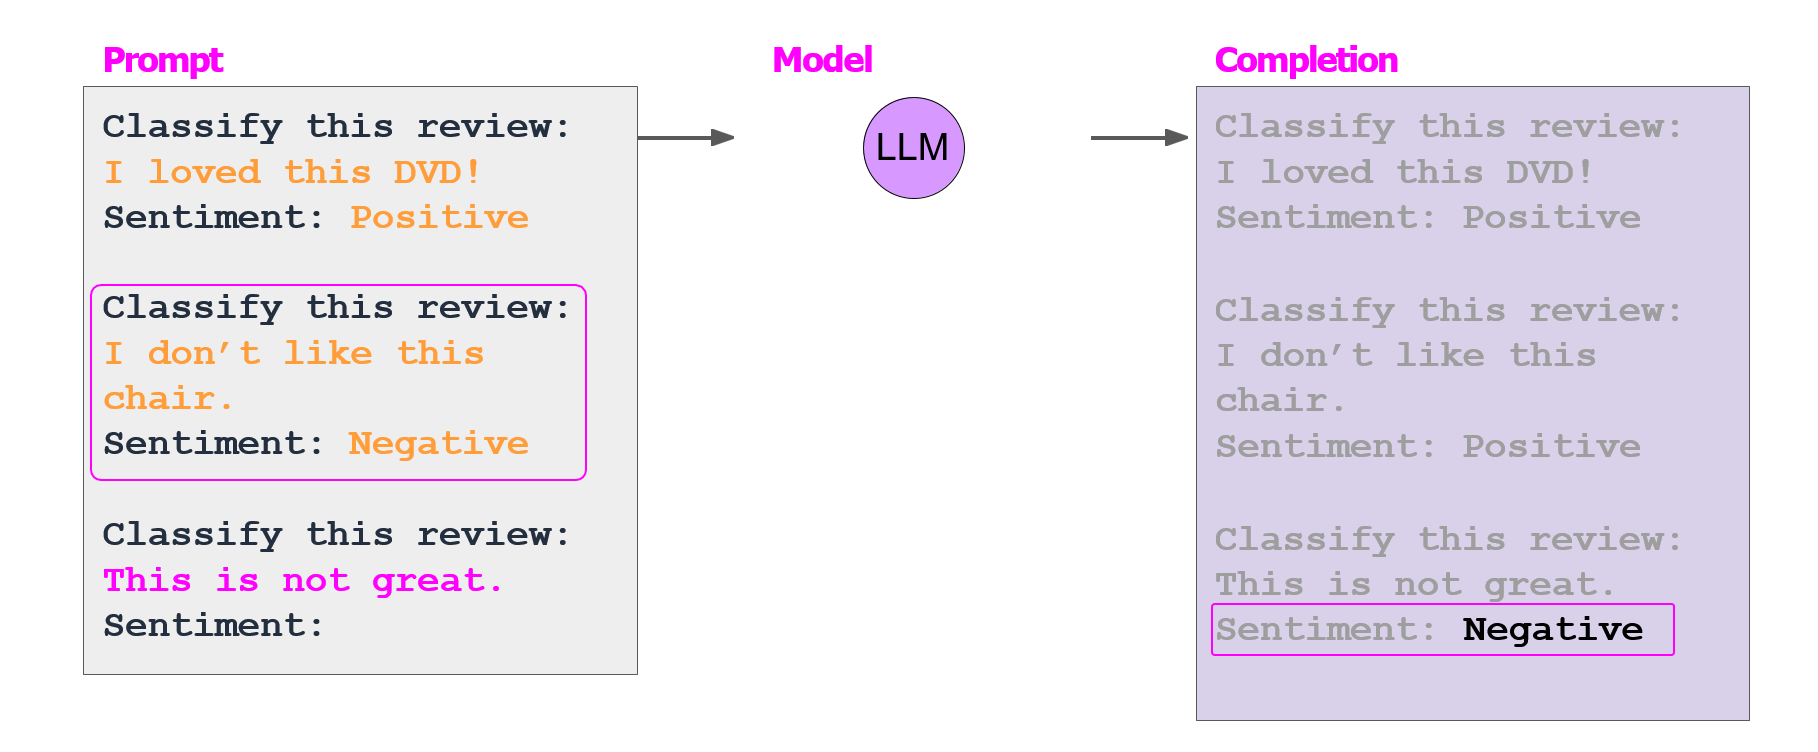 Prompt
Classify this review:
I loved this DVD!
Sentiment: Positive
Classify this review:
I don’t like this
chair.
Sentiment: Negative
Classify this review:
This is not great.
Sentiment:
Model
LLM
Completion
Classify this review:
I loved this DVD!
Sentiment: Positive
Classify this review:
I don’t like this
chair.
Sentiment: Positive
Classify this review:
This is not great.
Sentiment: Negative